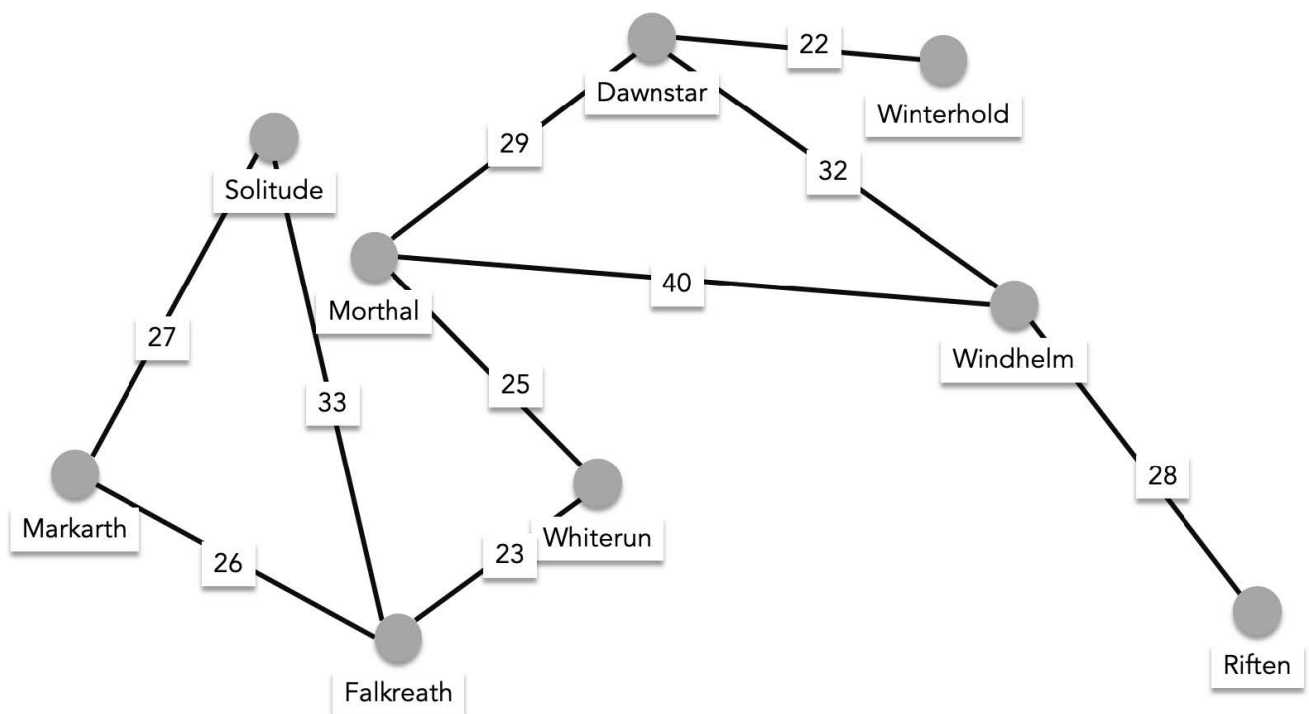 22
Dawnstar
Winterhold
29
32
Solitude
40
Morthal
27
Windhelm
25
33
28
Markarth
Whiterun
23
26
Riften
Falkreath